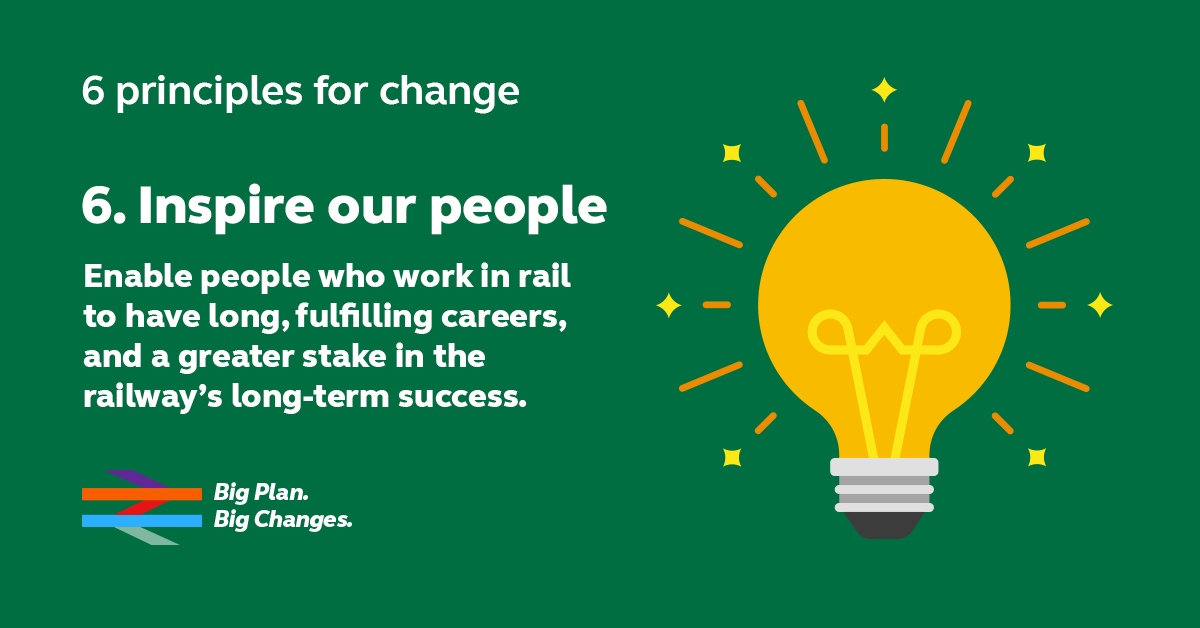 6 principles for change
6. Inspire our people
Enable people who work in rail
to have long, fulfilling careers,
and a greater stake in the
railway’s long-term success.
Big Plan.
Big Changes.